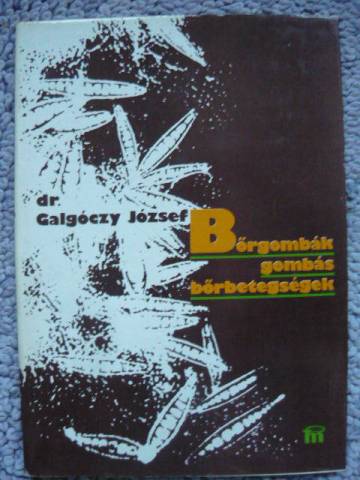 dr.
Galgóczy József
Bőrgombák
gombás
bőrbetegségek
m